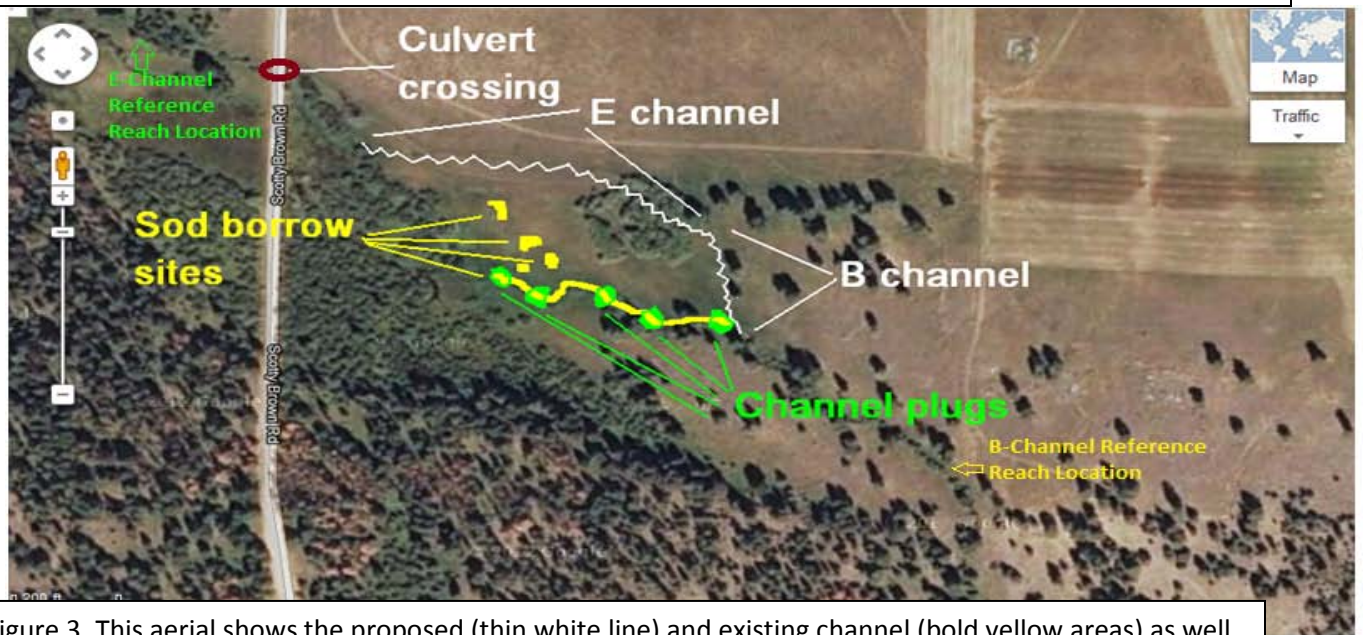 Culvert
crossing
E channel
E-Channel
Reference
Reach Location
Map
Traffic
Scotty Brown Rd
Sod borrow
sites
B channel
Scotty Brown Rd
Channel plugs
B-Channel Reference
Reach Location
200 ft
igure 3. This aerial shows the proposed (thin white line) and existing channel (bold yellow areas) as well